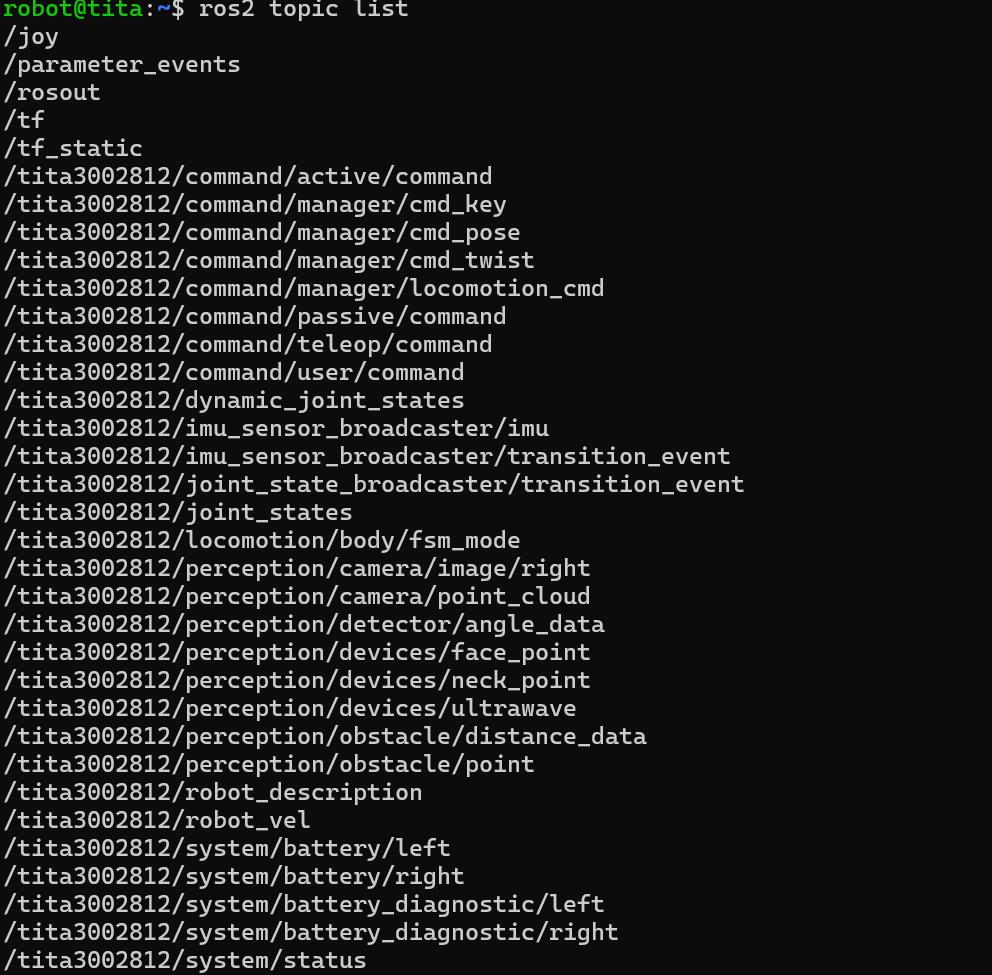 robot@tita:~$ ros2 topic list
/joy
/parameter_events
/rosout
/tf
/tf_static
/tita3002812/command/active/command
/tita3002812/command/manager/cmd_key
/tita3002812/command/manager/cmd_pose
/tita3002812/command/manager/cmd_twist
/tita3002812/command/manager/locomotion_cmd
/tita3002812/command/passive/command
/tita3002812/command/teleop/command
/tita3002812/command/user/command
/tita3002812/dynamic_joint_states
/tita3002812/imu_sensor_broadcaster/imu
/tita3002812/imu_sensor_broadcaster/transition_event
/tita3002812/joint_state_broadcaster/transition_event
/tita3002812/joint_states
/tita3002812/locomotion/body/fsm_mode
/tita3002812/perception/camera/image/right
/tita3002812/perception/camera/point_cloud
/tita3002812/perception/detector/angle_data
/tita3002812/perception/devices/face_point
/tita3002812/perception/devices/neck_point
/tita3002812/perception/devices/ultrawave
/tita3002812/perception/obstacle/distance_data
/tita3002812/perception/obstacle/point
/tita3002812/robot_description
/tita3002812/robot_vel
/tita3002812/system/battery/left
/tita3002812/system/battery/right
/tita3002812/system/battery_diagnostic/left
/tita3002812/system/battery_diagnostic/right
/tita3002812/system/status